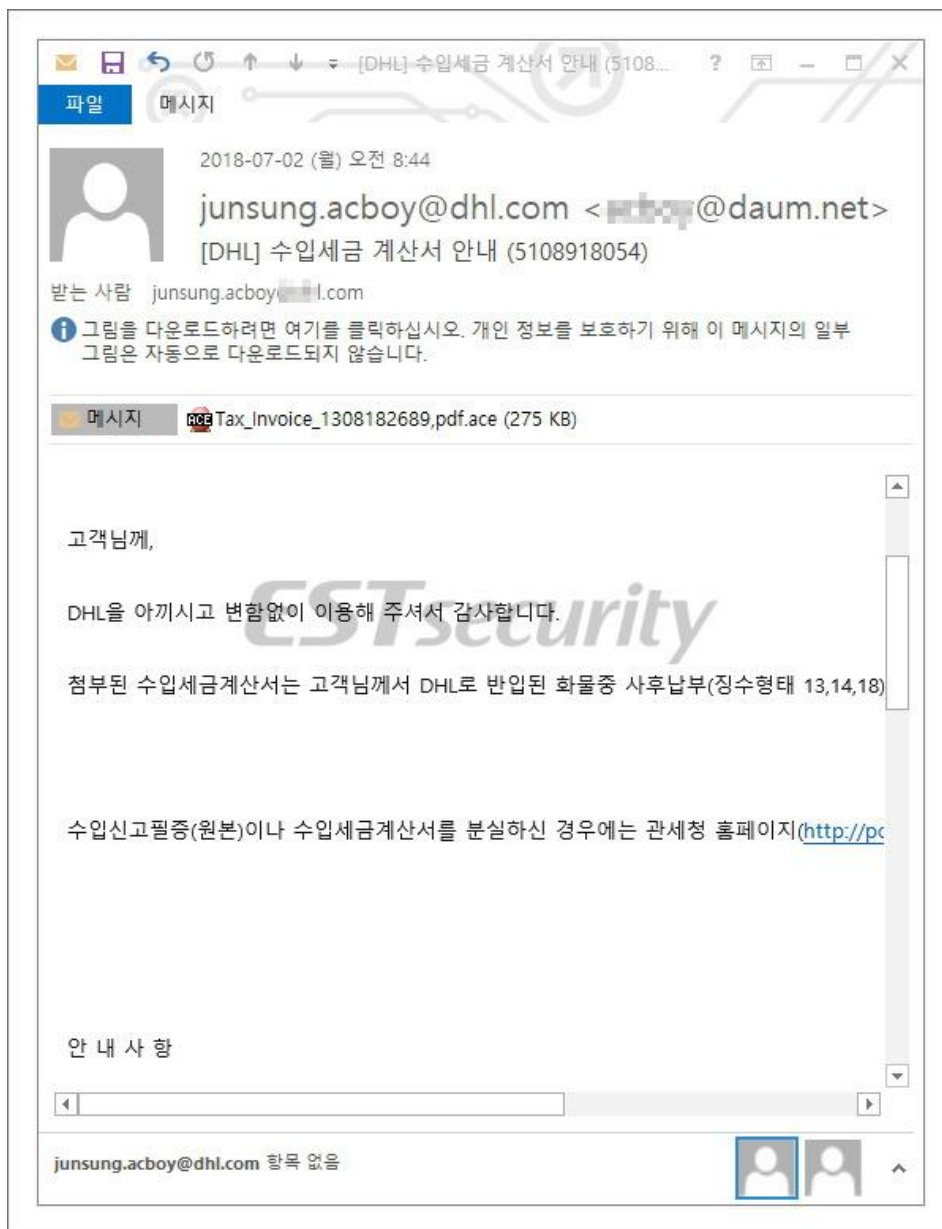 [DHL] 수입세금 계산서 안내 (5108...
파일 메시지
2018-07-02 (월) 오전 8:44
junsung.acboy@dhl.com < @daum.net>
[DHL] 수입세금 계산서 안내 (5108918054)
받는 사람 junsung.acboy l.com
그림을 다운로드하려면 여기를 클릭하십시오. 개인 정보를 보호하기 위해 이 메시지의 일부
그림은 자동으로 다운로드되지 않습니다.
메시지 ACE Tax_Invoice_1308182689,pdf.ace (275 KB)
고객님께,
ESTsecurity
DHL을 아끼시고 변함없이 이용해 주셔서 감사합니다.
첨부된 수입세금계산서는 고객님께서 DHL로 반입된 화물중 사후납부(징수형태 13,14,18)
수입신고필증(원본)이나 수입세금계산서를 분실하신 경우에는 관세청 홈페이지(http://po
안 내 사 항
junsung.acboy@dhl.com 항목 없음